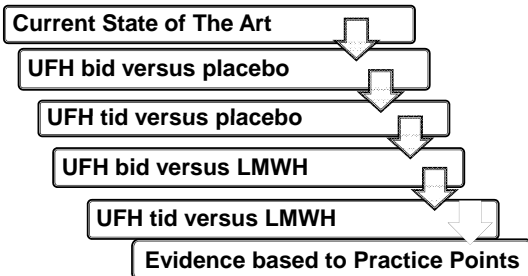 Current State of The Art
UFH bid versus placebo
UFH tid versus placebo
UFH bid versus LMWH
UFH tid versus LMWH
Evidence based to Practice Points